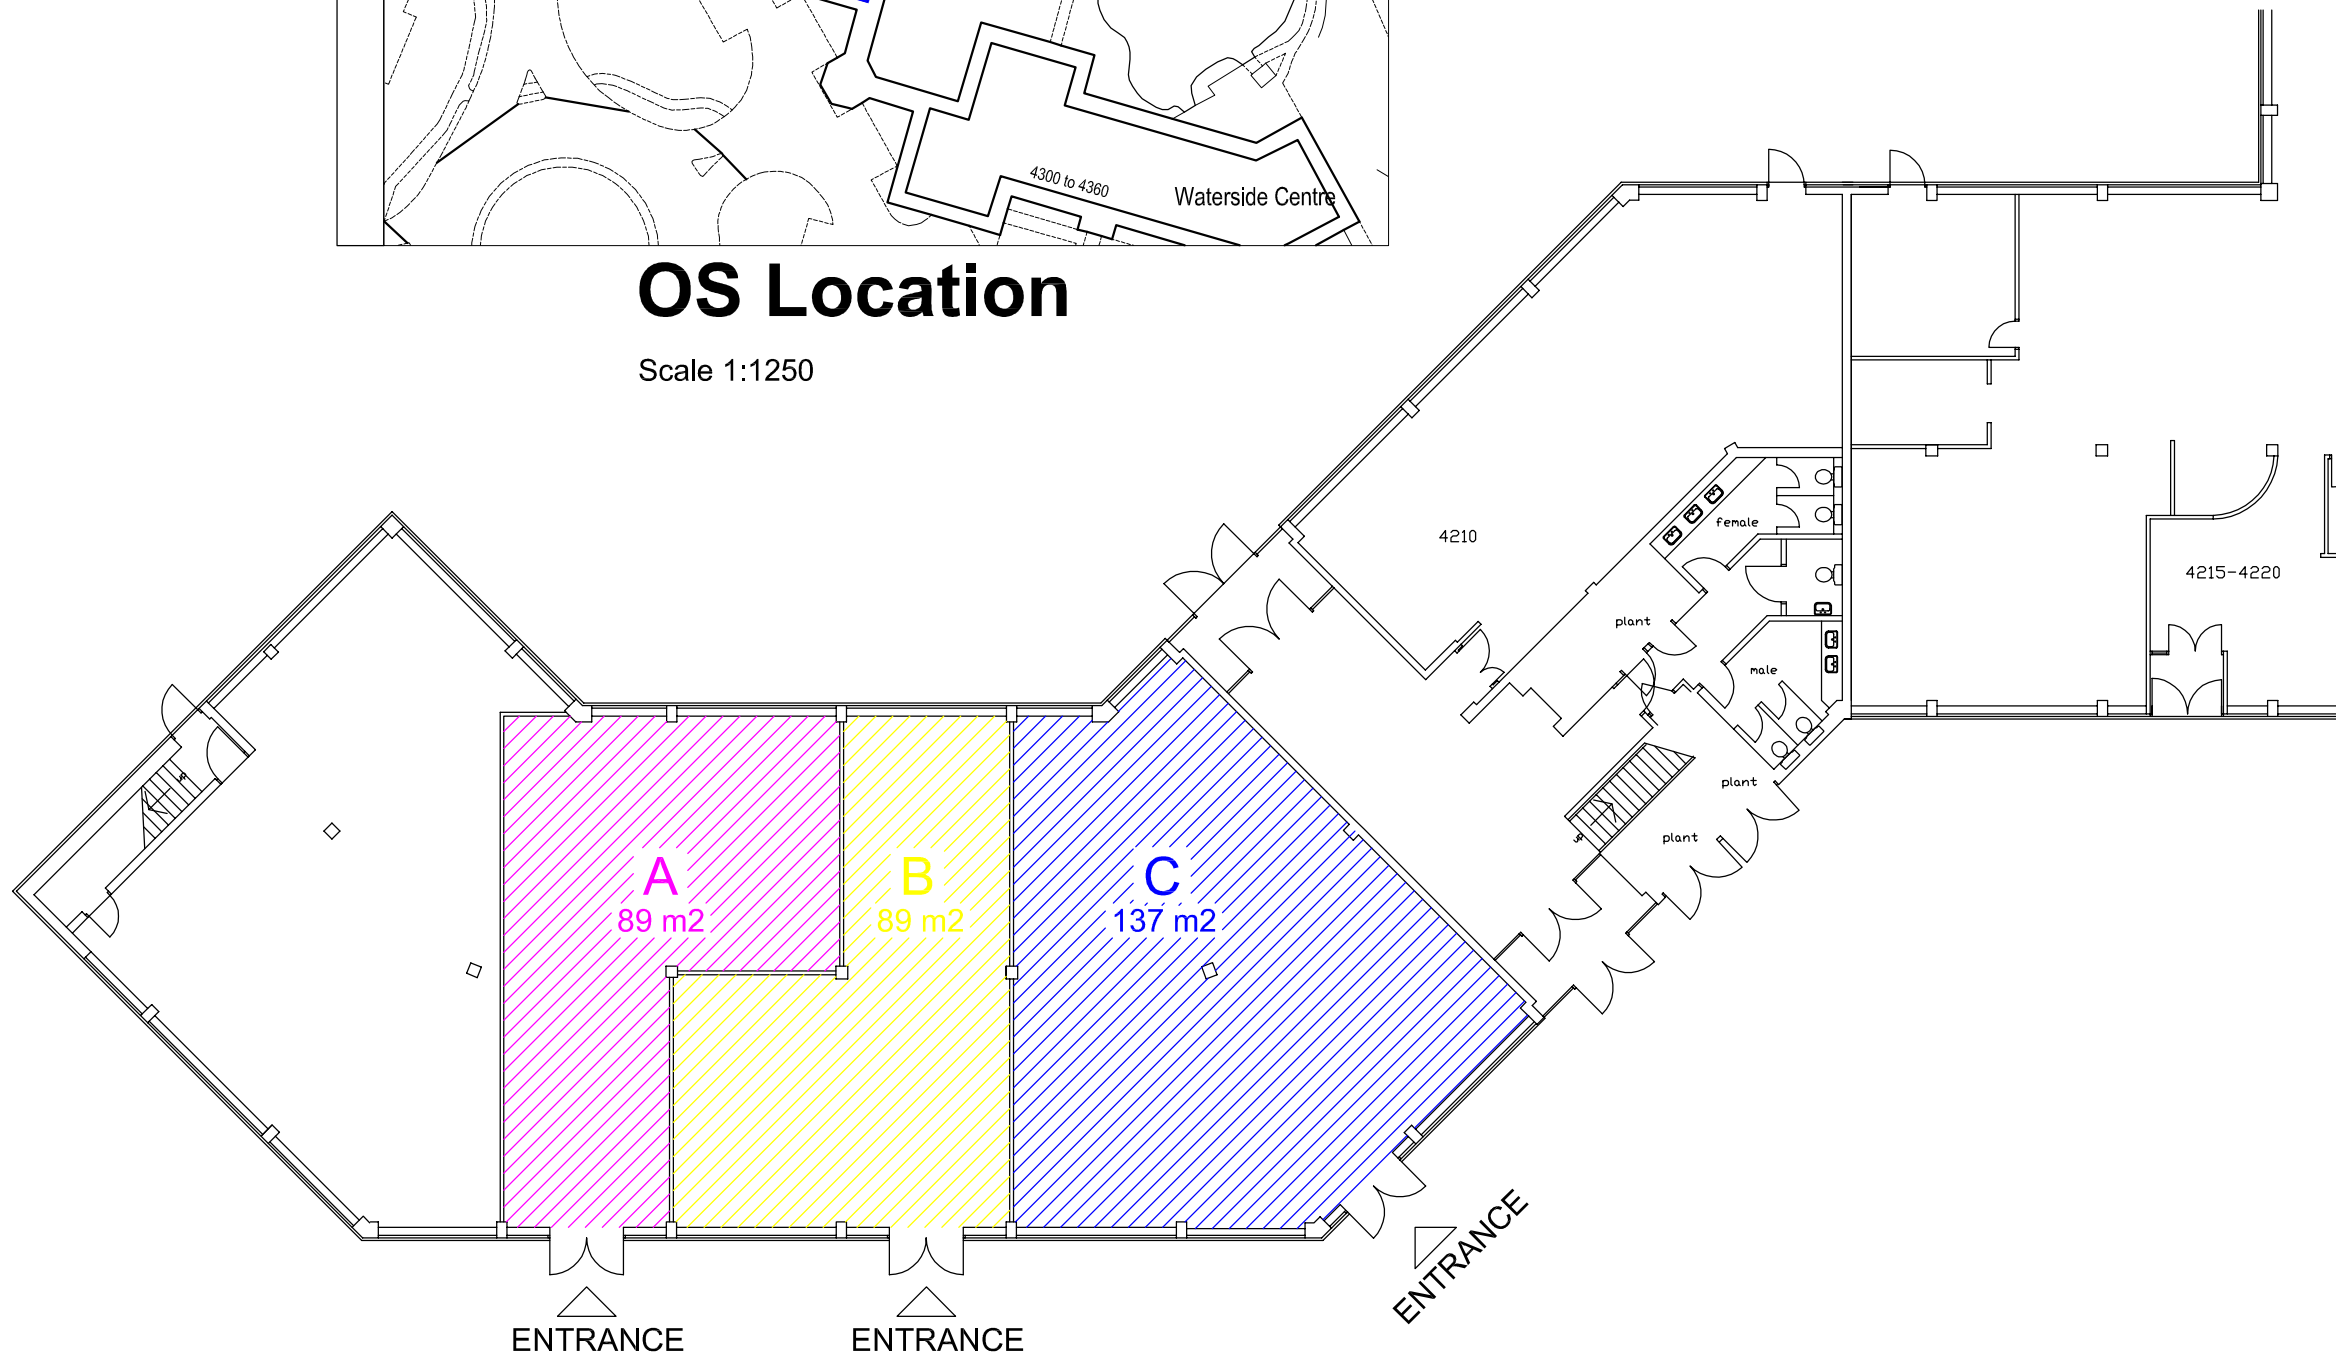 4300 to 4360
Waterside Centre
OS Location
Scale 1:1250
female
4210
4215-4220
plant
male
plant
plant
A
89 m2
B
89 m2
C
137 m2
ENTRANCE
ENTRANCE
ENTRANCE